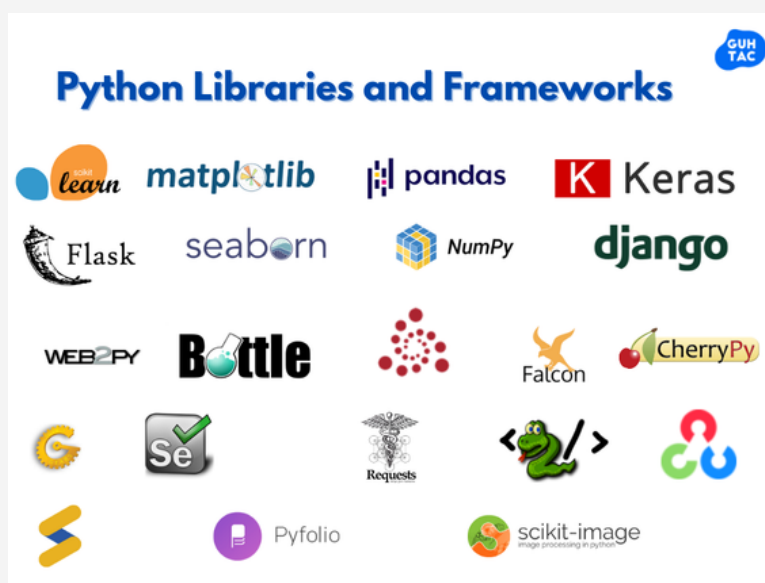 GUH
TAC
Python Libraries and Frameworks
scikit
learn
matplotlib
pandas
K Keras
Flask
seaborn
NumPy
django
WEB2PY
Bottle
Falcon
CherryPy
Se
Requests
< />
Pyfolio
scikit-image
image processing in python